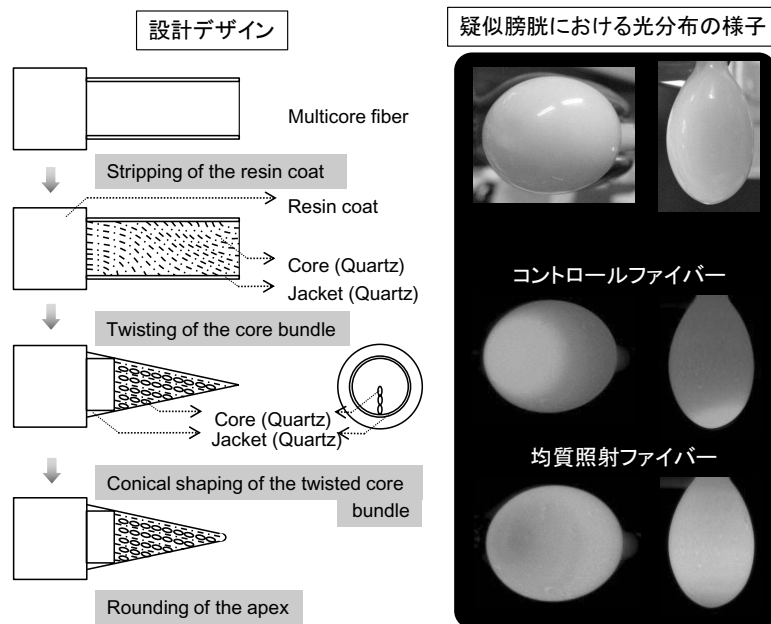 設計デザイン
Multicore fiber
Stripping of the resin coat
Resin coat
Core (Quartz)
Jacket (Quartz)
Twisting of the core bundle
Core (Quartz)
Jacket (Quartz)
Conical shaping of the twisted core
bundle
Rounding of the apex
疑似膀胱における光分布の様子
コントロールファイバー
均質照射ファイバー